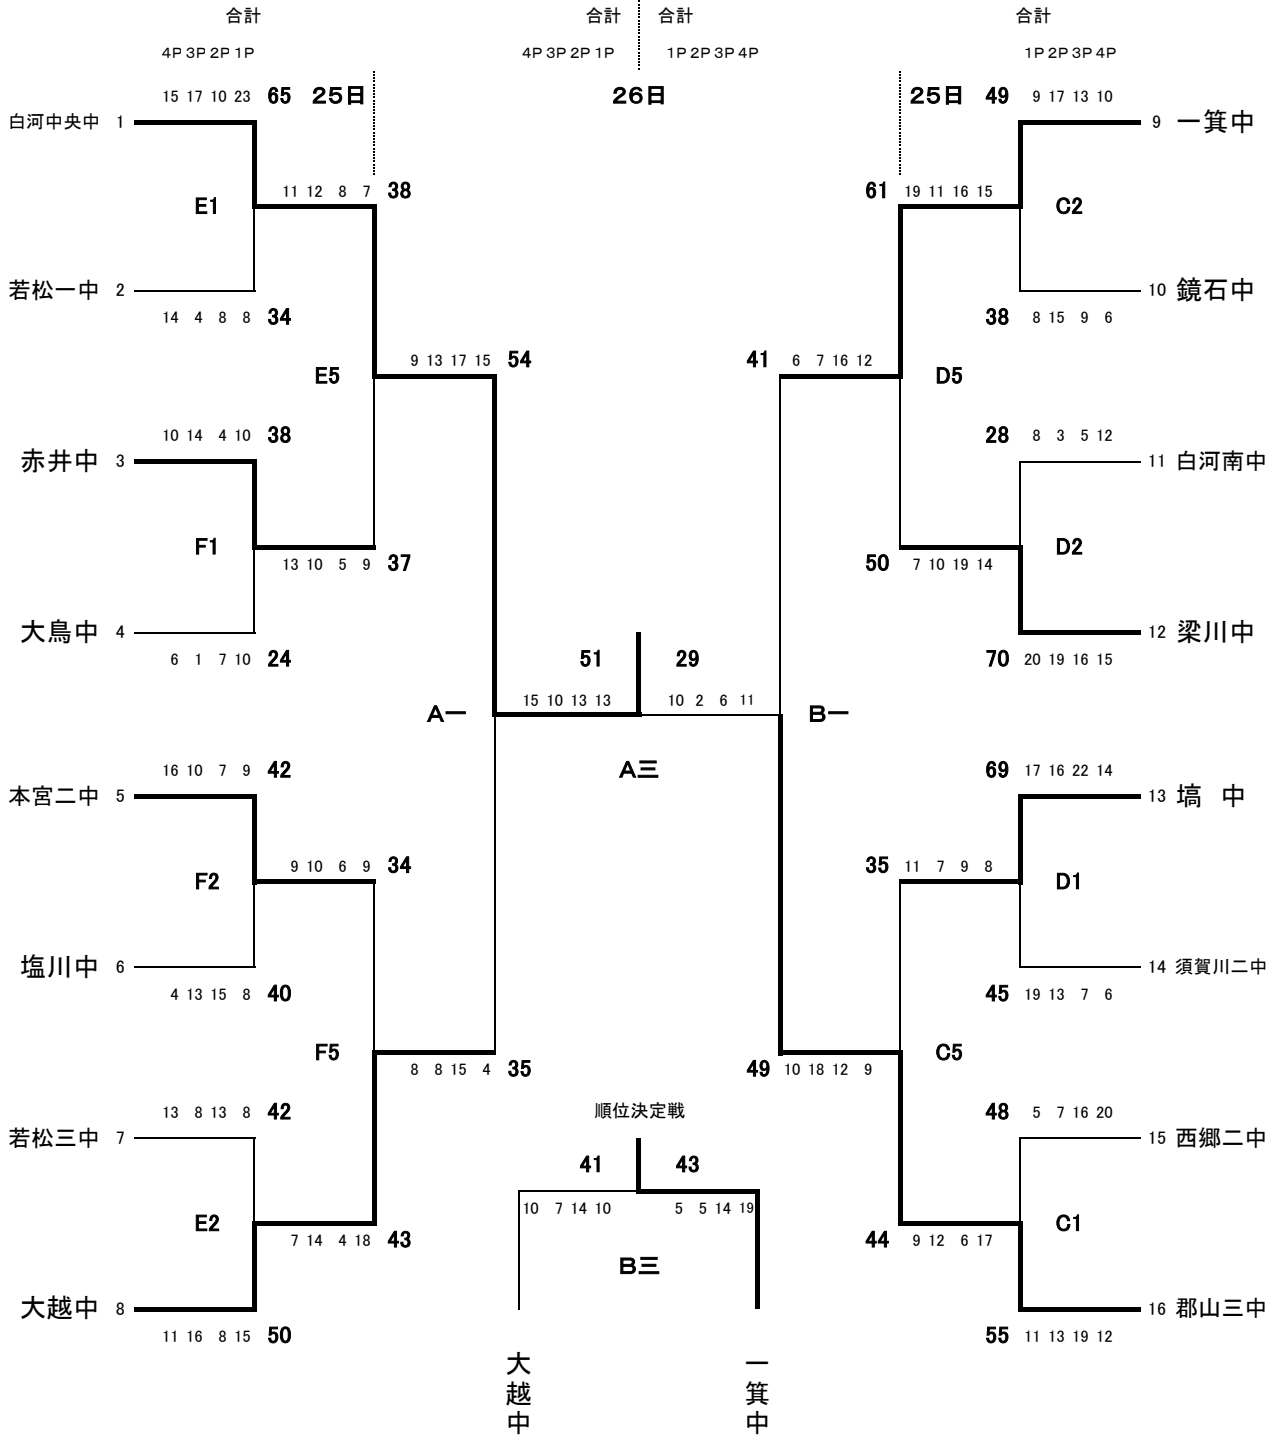 合計 合計 合計 合計
4P 3P 2P 1P 4P 3P 2P 1P 1P 2P 3P 4P 1P 2P 3P 4P
15 17 10 23 65 25日 26日 25日 49 9 17 13 10
白河中央中 1 9 一箕中
11 12 8 7 38 61 19 11 16 15
E1 C2
若松一中 2 10 鏡石中
14 4 8 8 34 38 8 15 9 6
9 13 17 15 54 41 6 7 16 12
E5 D5
10 14 4 10 38 28 8 3 5 12
赤井中 3 11 白河南中
F1 D2
13 10 5 9 37 50 7 10 19 14
大鳥中 4 12 梁川中
6 1 7 10 24 51 29 70 20 19 16 15
15 10 13 13 10 2 6 11
A一 B一
16 10 7 9 42 A三 69 17 16 22 14
本宮二中 5 13 塙 中
9 10 6 9 34 35 11 7 9 8
F2 D1
塩川中 6 14 須賀川二中
4 13 15 8 40 45 19 13 7 6
F5 C5
8 8 15 4 35 49 10 18 12 9
13 8 13 8 42 順位決定戦 48 5 7 16 20
若松三中 7 15 西郷二中
41 43
10 7 14 10 5 5 14 19
E2 C1
7 14 4 18 43 44 9 12 6 17
B三
大越中 8 16 郡山三中
11 16 8 15 50 55 11 13 19 12
大越中 一箕中